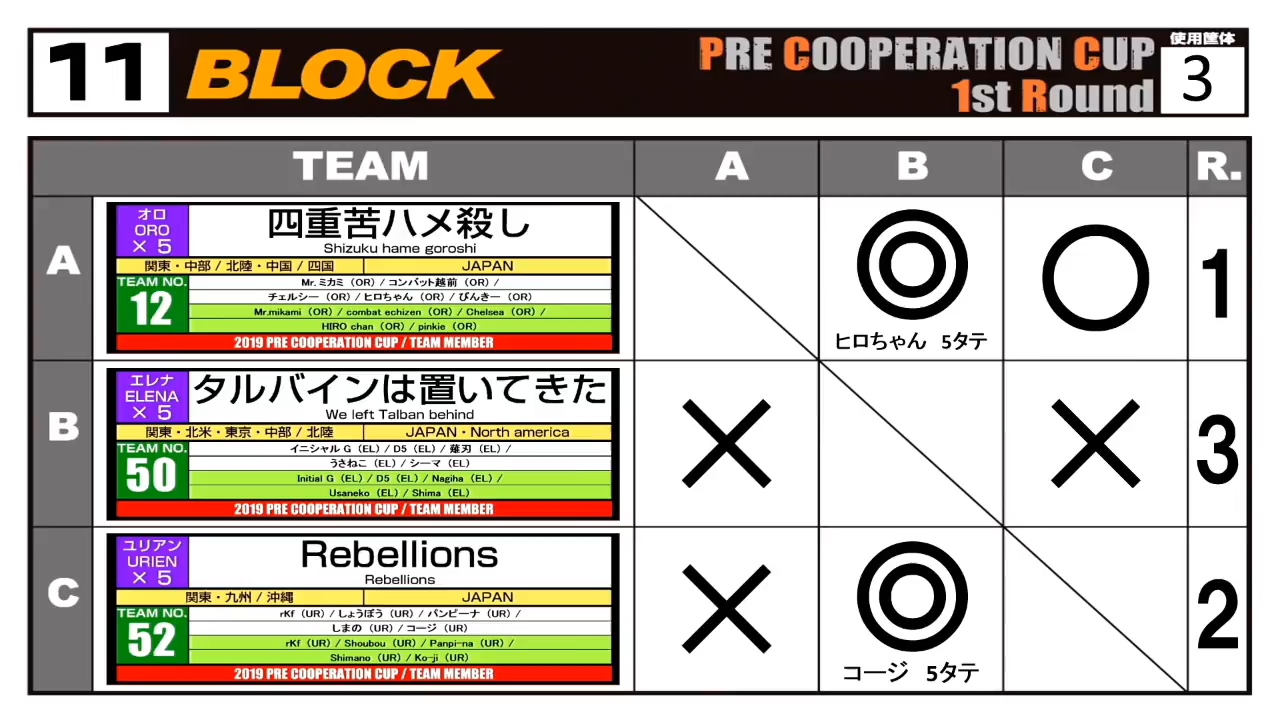 11 BLOCK
PRE COOPERATION CUP
1st Round
使用筐体
3
TEAM A B C R.
A
オロ
ORO
× 5
四重苦ハメ殺し
Shizuku hame goroshi
関東・中部 / 北陸・中国 / 四国 JAPAN
TEAM NO.
12
Mr.ミカミ（OR）/ コンバット越前（OR）/
チェルシー（OR）/ ヒロちゃん（OR）/ ぴんきー（OR）
Mr.mikami（OR）/ combat echizen（OR）/ Chelsea（OR）/
HIRO chan（OR）/ pinkie（OR）
2019 PRE COOPERATION CUP / TEAM MEMBER
◎
ヒロちゃん 5タテ
○
1
B
エレナ
ELENA
× 5
タルバインは置いてきた
We left Talban behind
関東・北米・東京・中部 / 北陸 JAPAN・North america
TEAM NO.
50
イニシャル G（EL）/ D5（EL）/ 薙刃（EL）/
うさねこ（EL）/ シーマ（EL）
Initial G（EL）/ D5（EL）/ Nagiha（EL）/
Usaneko（EL）/ Shima（EL）
2019 PRE COOPERATION CUP / TEAM MEMBER
×
×
3
C
ユリアン
URIEN
× 5
Rebellions
Rebellions
関東・九州 / 沖縄 JAPAN
TEAM NO.
52
rKf（UR）/ しょうぼう（UR）/ パンピーナ（UR）/
しまの（UR）/ コージ（UR）
rKf（UR）/ Shoubou（UR）/ Panpi-na（UR）/
Shimano（UR）/ Ko-ji（UR）
2019 PRE COOPERATION CUP / TEAM MEMBER
×
◎
コージ 5タテ
2